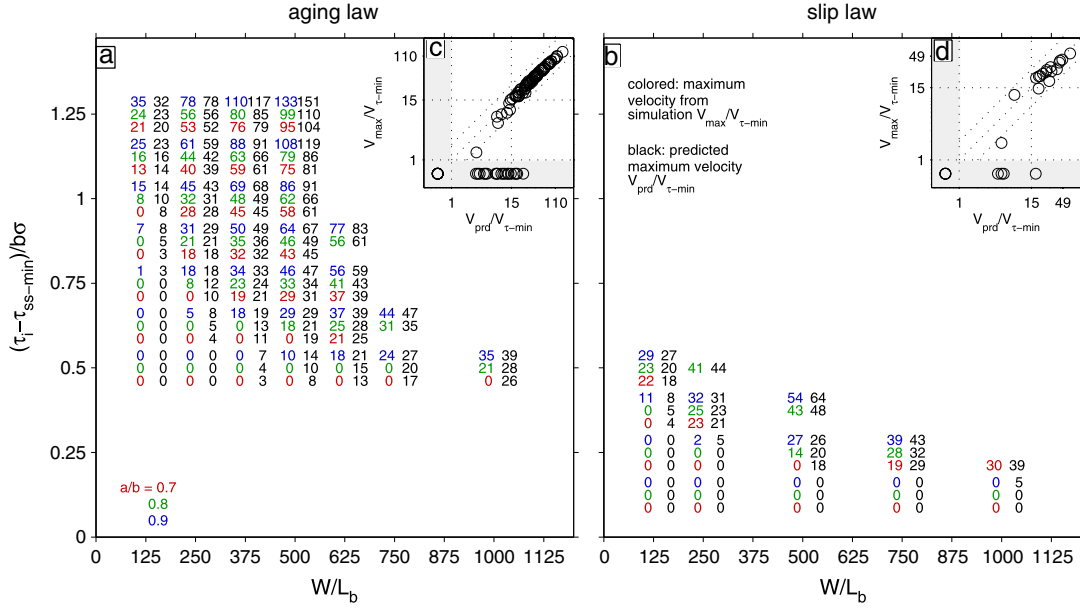 aging law
a
35 32 78 78 110 117 133 151
24 23 56 56 80 85 99 110
21 20 53 52 76 79 95 104
25 23 61 59 88 91 108 119
16 16 44 42 63 66 79 86
13 14 40 39 59 61 75 81
15 14 45 43 69 68 86 91
8 10 32 31 48 49 62 66
0 8 28 28 45 45 58 61
7 8 31 29 50 49 64 67 77 83
0 5 21 21 35 36 46 49 56 61
0 3 18 18 32 32 43 45
1 3 18 18 34 33 46 47 56 59
0 0 8 12 23 24 33 34 41 43
0 0 0 10 19 21 29 31 37 39
0 0 5 8 18 19 29 29 37 39 44 47
0 0 0 5 0 13 18 21 25 28 31 35
0 0 0 4 0 11 0 19 21 25
0 0 0 0 0 7 10 14 18 21 24 27 35 39
0 0 0 0 0 4 0 10 0 15 0 20 21 28
0 0 0 0 0 3 0 8 0 13 0 17 0 26
a/b = 0.7
0.8
0.9
1.25
1
0.75
0.5
0.25
0
(τi−τss−min)/bσ
0 125 250 375 500 625 750 875 1000 1125
W/Lb
c
110
15
1
Vmax/Vτ−min
1 15 110
Vprd/Vτ−min
slip law
b
colored: maximum
velocity from
simulation Vmax/Vτ−min
black: predicted
maximum velocity
Vprd/Vτ−min
29 27
23 20 41 44
22 18
11 8 32 31 54 64
0 5 25 23 43 48
0 4 23 21
0 0 2 5 27 26 39 43
0 0 0 0 14 20 28 32
0 0 0 0 0 18 19 29 30 39
0 0 0 0 0 0 0 0 0 5
0 0 0 0 0 0 0 0 0 0
0 0 0 0 0 0 0 0 0 0
0 125 250 375 500 625 750 875 1000 1125
W/Lb
d
49
15
1
Vmax/Vτ−min
1 15 49
Vprd/Vτ−min